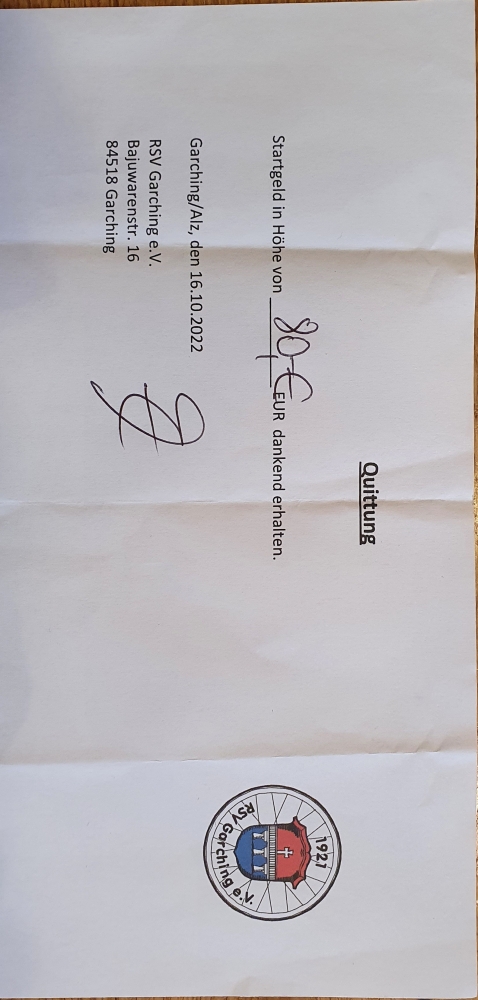 Quittung
1921
RSV Garching e.V.
Startgeld in Höhe von 80,- € EUR dankend erhalten.
Garching/Alz, den 16.10.2022
RSV Garching e.V.
Bajuwarenstr. 16
84518 Garching